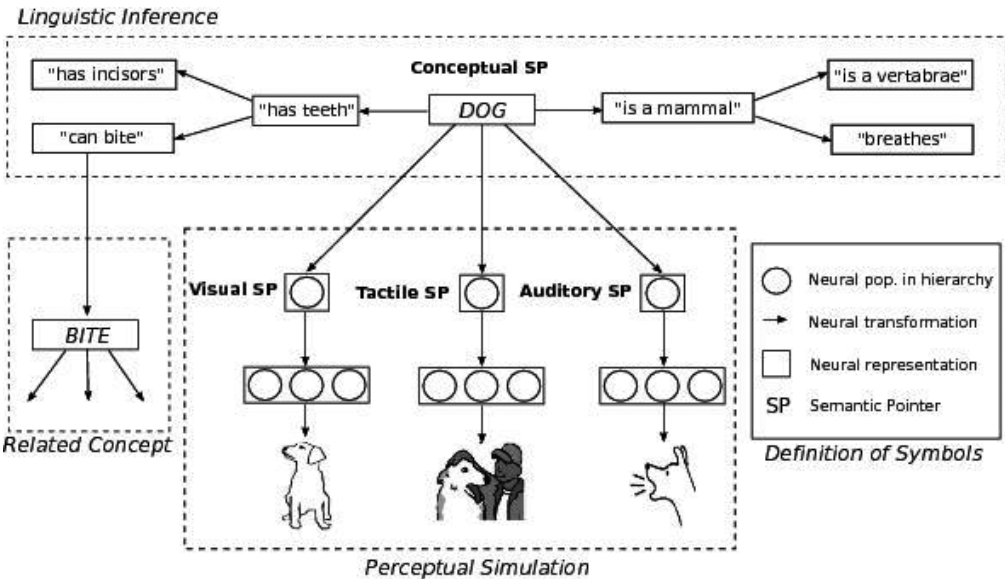 Linguistic Inference
Conceptual SP
"has incisors"
"has teeth"
DOG
"is a mammal"
"is a vertabrae"
"can bite"
"breathes"
Visual SP
Tactile SP
Auditory SP
BITE
Related Concept
Perceptual Simulation
Neural pop. in hierarchy
Neural transformation
Neural representation
SP Semantic Pointer
Definition of Symbols